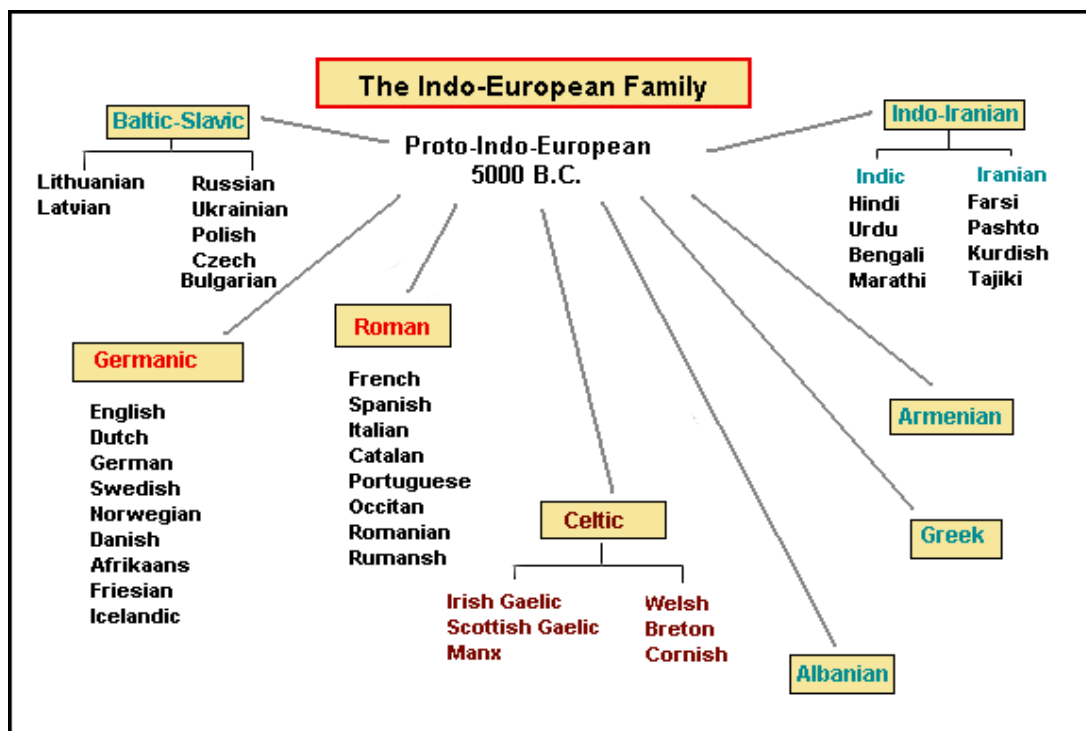 The Indo-European Family
Proto-Indo-European
5000 B.C.
Baltic-Slavic
Lithuanian
Latvian
Russian
Ukrainian
Polish
Czech
Bulgarian
Indo-Iranian
Indic
Hindi
Urdu
Bengali
Marathi
Iranian
Farsi
Pashto
Kurdish
Tajiki
Germanic
English
Dutch
German
Swedish
Norwegian
Danish
Afrikaans
Friesian
Icelandic
Roman
French
Spanish
Italian
Catalan
Portuguese
Occitan
Romanian
Rumansh
Celtic
Irish Gaelic
Scottish Gaelic
Manx
Welsh
Breton
Cornish
Armenian
Greek
Albanian